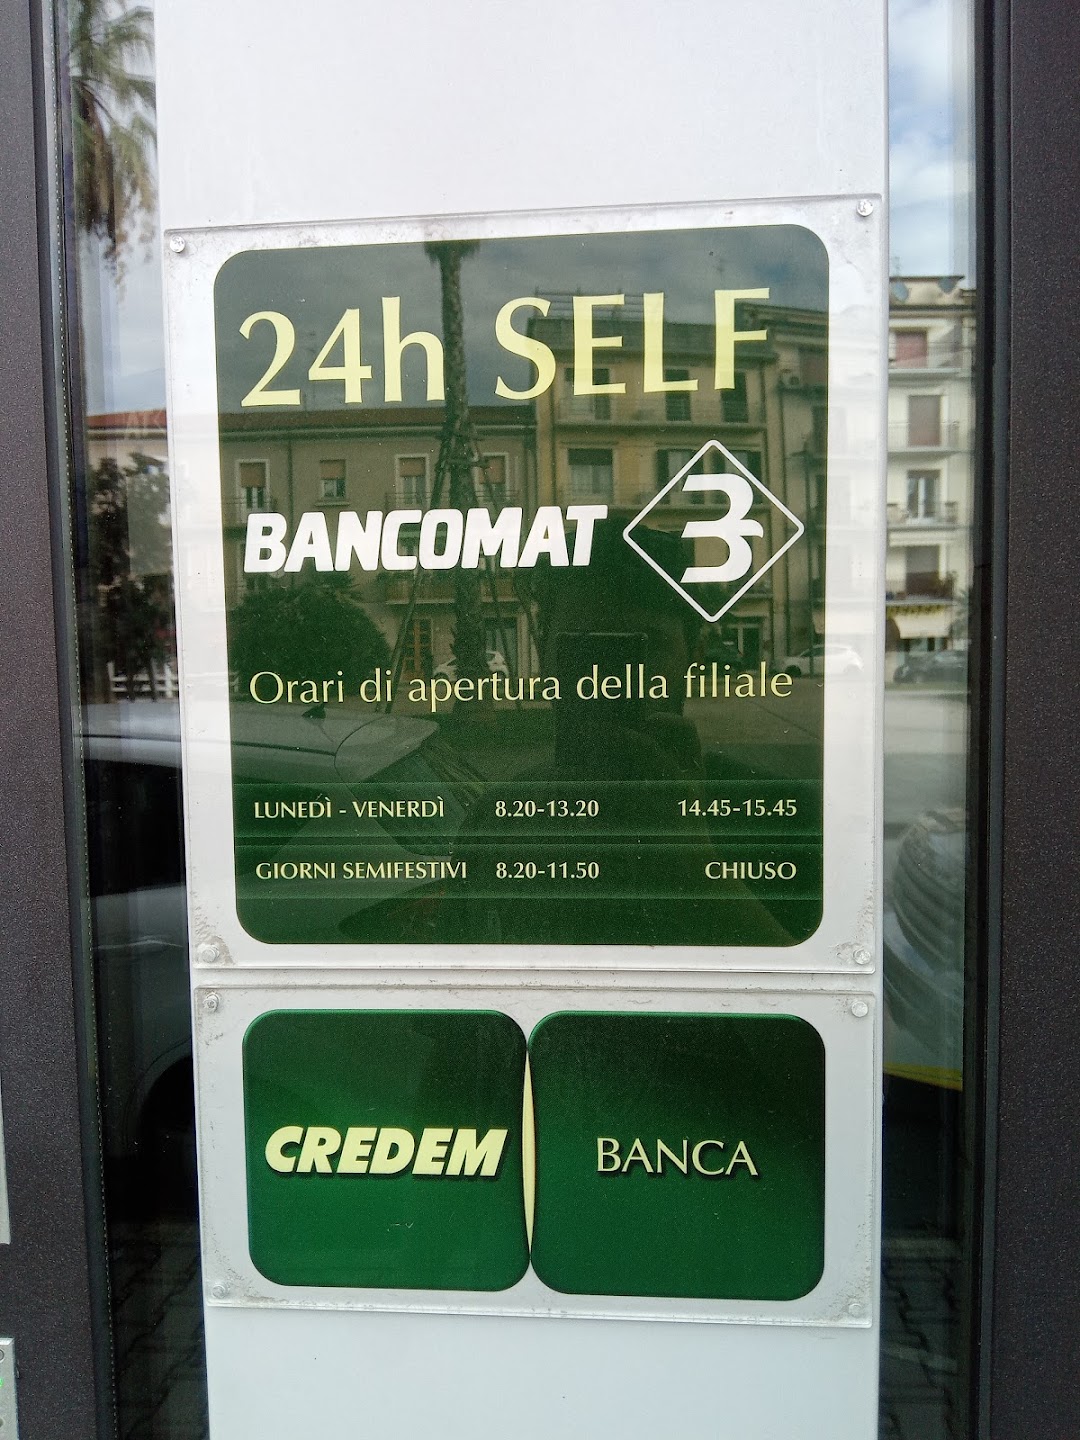 24h SELF
BANCOMAT
Orari di apertura della filiale
LUNEDÌ - VENERDÌ 8.20-13.20 14.45-15.45
GIORNI SEMIFESTIVI 8.20-11.50 CHIUSO
CREDEM BANCA